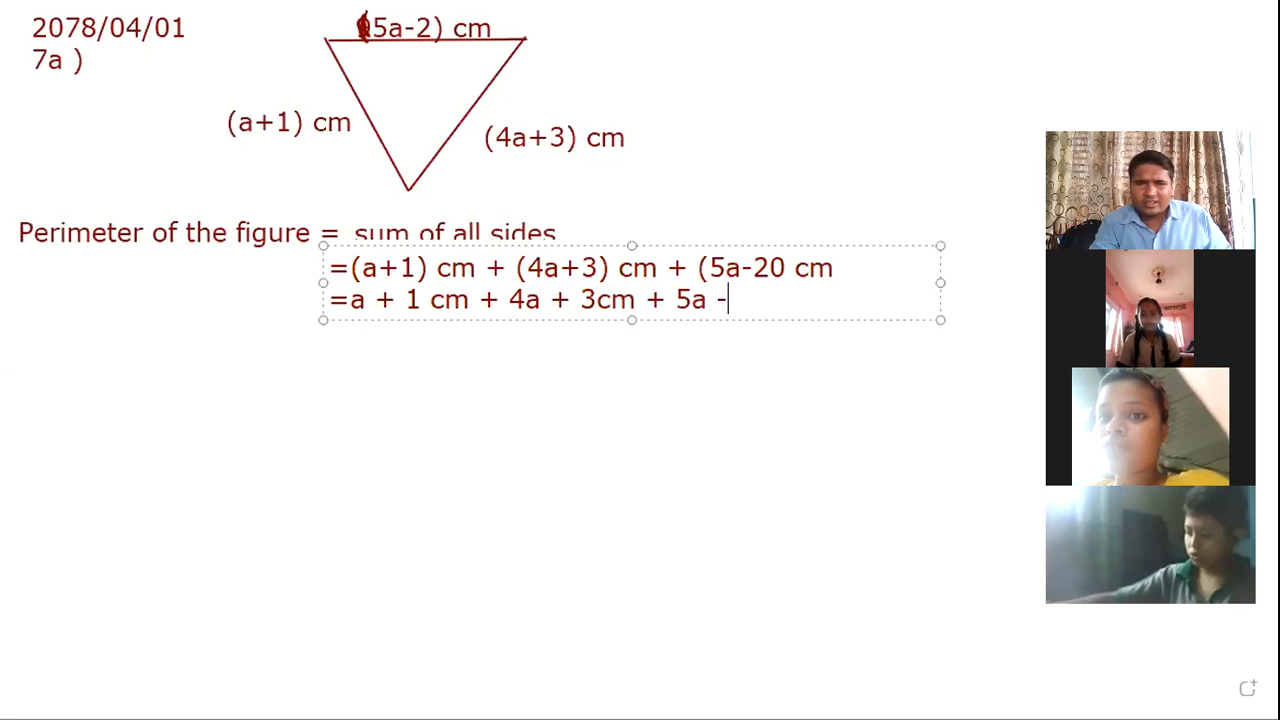 2078/04/01
7a )
(5a-2) cm
(a+1) cm
(4a+3) cm
Perimeter of the figure = sum of all sides
=(a+1) cm + (4a+3) cm + (5a-20 cm
=a + 1 cm + 4a + 3cm + 5a -